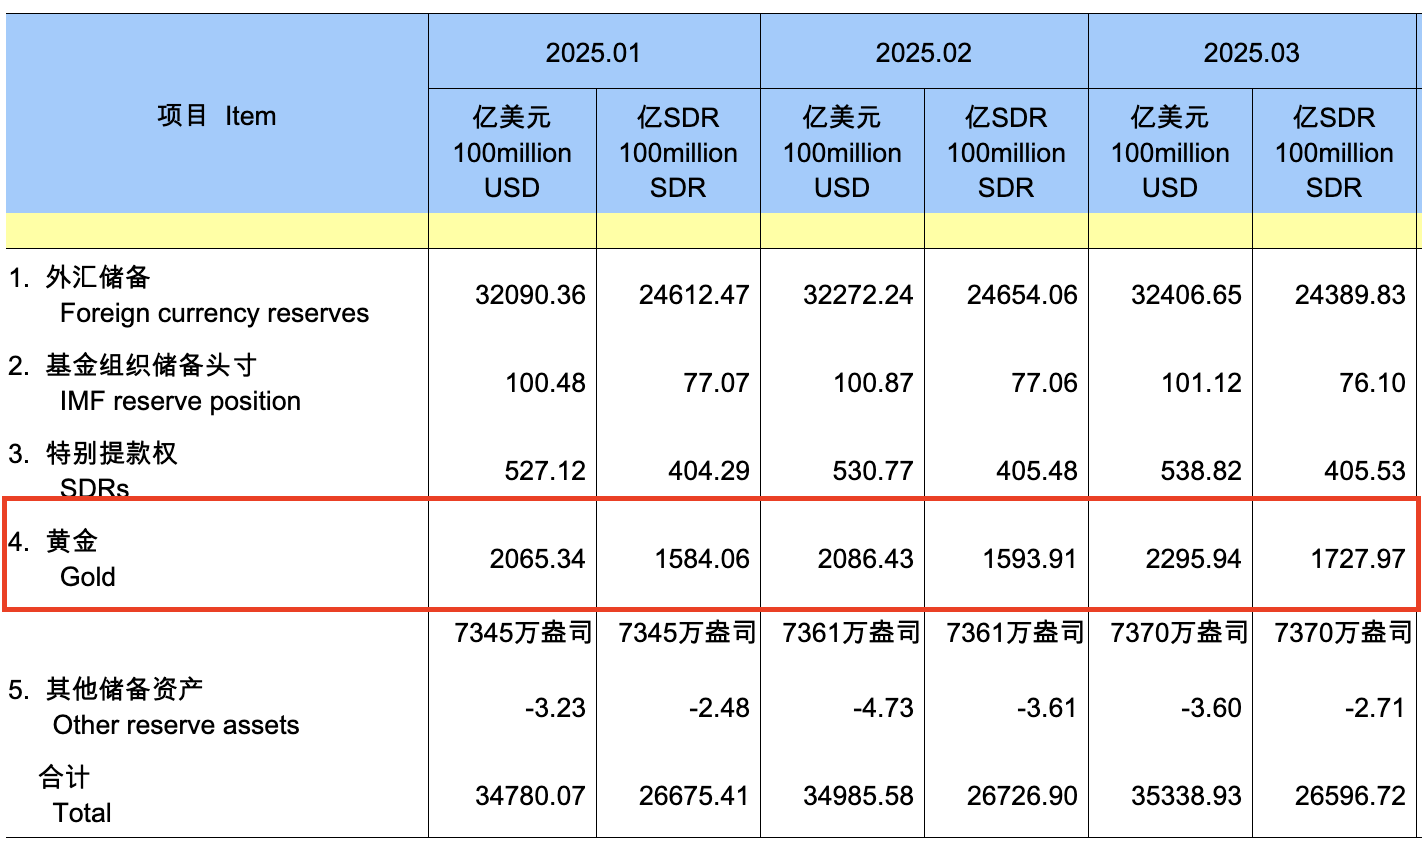 项目 Item 2025.01 2025.02 2025.03
亿美元 亿SDR 亿美元 亿SDR 亿美元 亿SDR
100million 100million 100million 100million 100million 100million
USD SDR USD SDR USD SDR
1. 外汇储备
Foreign currency reserves 32090.36 24612.47 32272.24 24654.06 32406.65 24389.83
2. 基金组织储备头寸
IMF reserve position 100.48 77.07 100.87 77.06 101.12 76.10
3. 特别提款权
SDRs 527.12 404.29 530.77 405.48 538.82 405.53
4. 黄金
Gold 2065.34 1584.06 2086.43 1593.91 2295.94 1727.97
7345万盎司 7345万盎司 7361万盎司 7361万盎司 7370万盎司 7370万盎司
5. 其他储备资产
Other reserve assets -3.23 -2.48 -4.73 -3.61 -3.60 -2.71
合计
Total 34780.07 26675.41 34985.58 26726.90 35338.93 26596.72